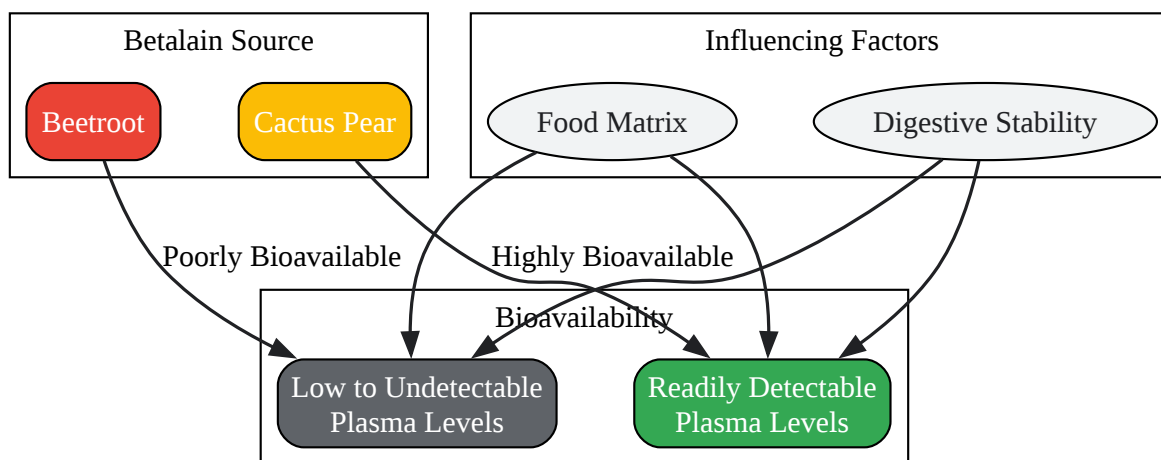 Betalain Source
Influencing Factors
Beetroot
Cactus Pear
Food Matrix
Digestive Stability
Poorly Bioavailable
Highly Bioavailable
Bioavailability
Low to Undetectable
Plasma Levels
Readily Detectable
Plasma Levels